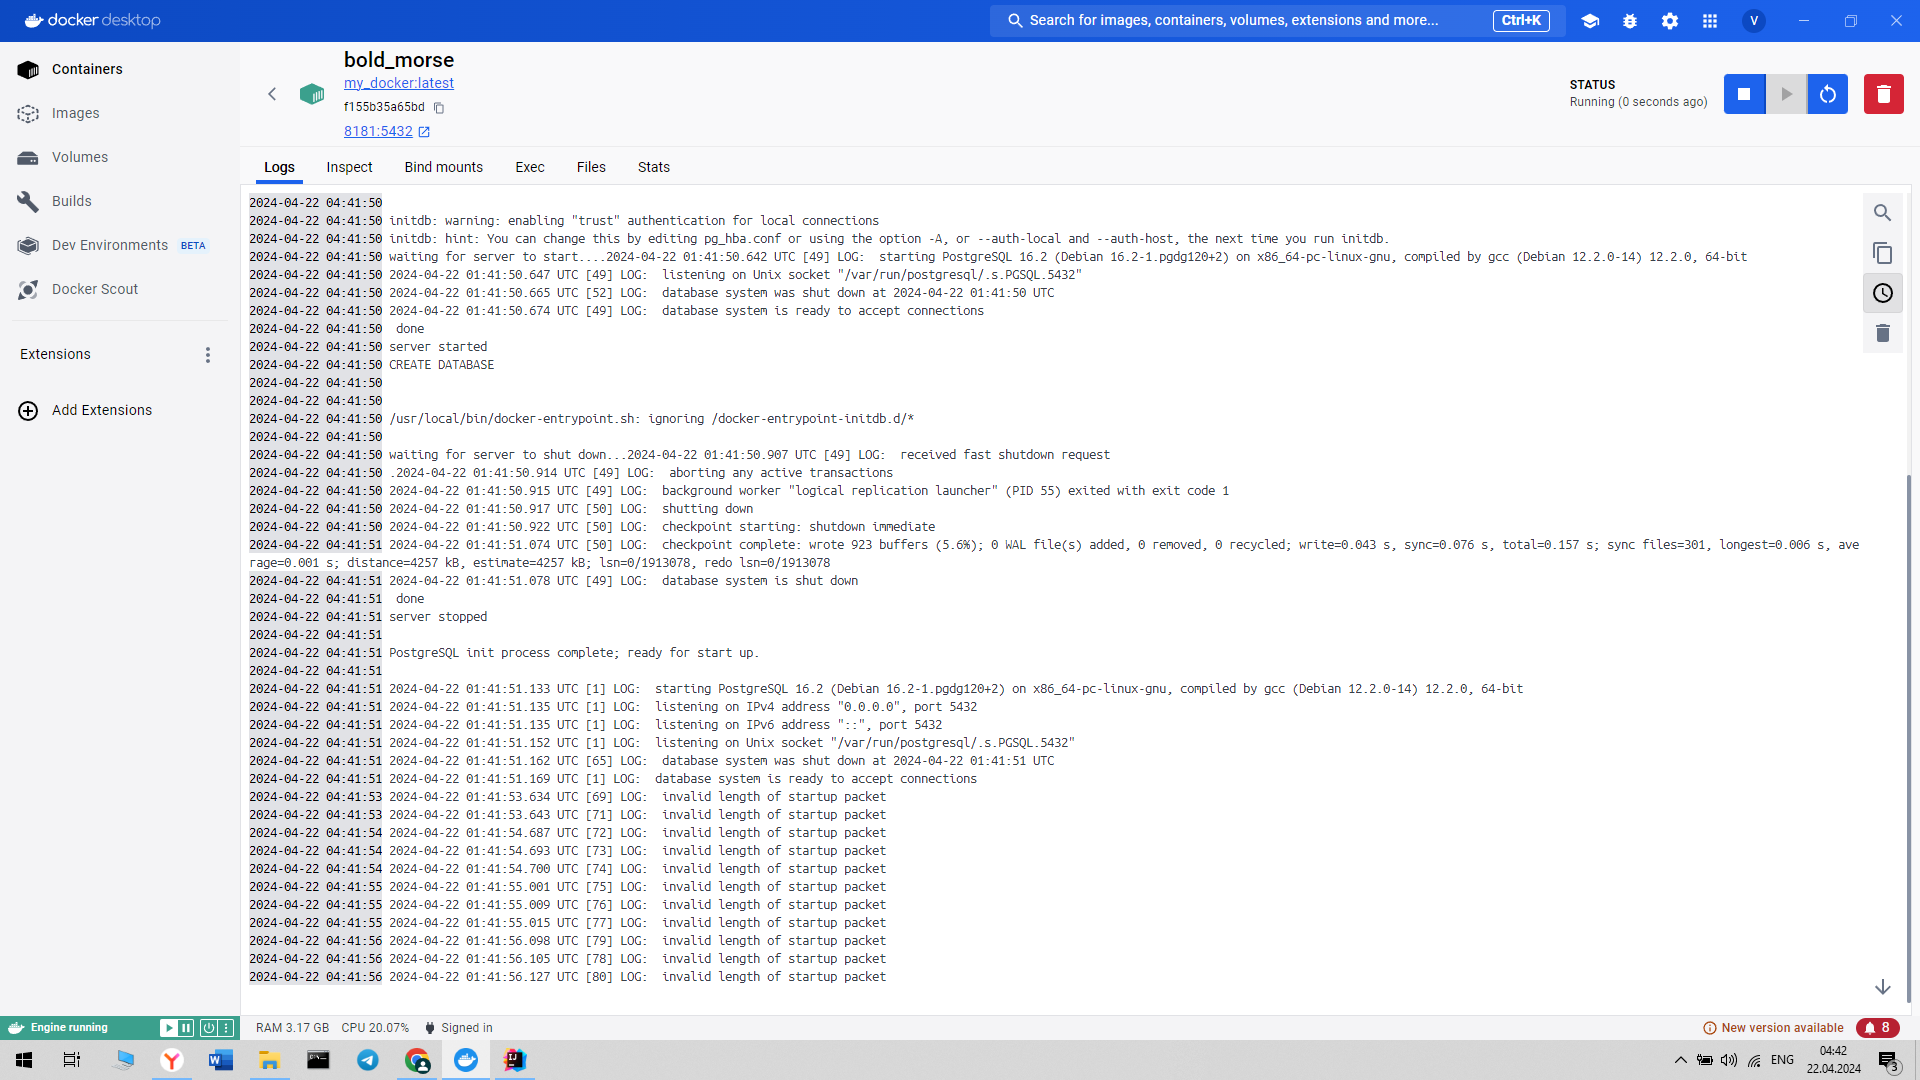 docker desktop
Search for images, containers, volumes, extensions and more...
Ctrl+K
V
Containers
Images
Volumes
Builds
Dev Environments BETA
Docker Scout
Extensions
Add Extensions
bold_morse
my_docker:latest
f155b35a65bd
8181:5432
STATUS
Running (0 seconds ago)
Logs Inspect Bind mounts Exec Files Stats
2024-04-22 04:41:50
2024-04-22 04:41:50 initdb: warning: enabling "trust" authentication for local connections
2024-04-22 04:41:50 initdb: hint: You can change this by editing pg_hba.conf or using the option -A, or --auth-local and --auth-host, the next time you run initdb.
2024-04-22 04:41:50 waiting for server to start....2024-04-22 01:41:50.642 UTC [49] LOG:  starting PostgreSQL 16.2 (Debian 16.2-1.pgdg120+2) on x86_64-pc-linux-gnu, compiled by gcc (Debian 12.2.0-14) 12.2.0, 64-bit
2024-04-22 04:41:50 2024-04-22 01:41:50.647 UTC [49] LOG:  listening on Unix socket "/var/run/postgresql/.s.PGSQL.5432"
2024-04-22 04:41:50 2024-04-22 01:41:50.665 UTC [52] LOG:  database system was shut down at 2024-04-22 01:41:50 UTC
2024-04-22 04:41:50 2024-04-22 01:41:50.674 UTC [49] LOG:  database system is ready to accept connections
2024-04-22 04:41:50  done
2024-04-22 04:41:50 server started
2024-04-22 04:41:50 CREATE DATABASE
2024-04-22 04:41:50
2024-04-22 04:41:50
2024-04-22 04:41:50 /usr/local/bin/docker-entrypoint.sh: ignoring /docker-entrypoint-initdb.d/*
2024-04-22 04:41:50
2024-04-22 04:41:50 waiting for server to shut down...2024-04-22 01:41:50.907 UTC [49] LOG:  received fast shutdown request
2024-04-22 04:41:50 .2024-04-22 01:41:50.914 UTC [49] LOG:  aborting any active transactions
2024-04-22 04:41:50 2024-04-22 01:41:50.915 UTC [49] LOG:  background worker "logical replication launcher" (PID 55) exited with exit code 1
2024-04-22 04:41:50 2024-04-22 01:41:50.917 UTC [50] LOG:  shutting down
2024-04-22 04:41:50 2024-04-22 01:41:50.922 UTC [50] LOG:  checkpoint starting: shutdown immediate
2024-04-22 04:41:51 2024-04-22 01:41:51.074 UTC [50] LOG:  checkpoint complete: wrote 923 buffers (5.6%); 0 WAL file(s) added, 0 removed, 0 recycled; write=0.043 s, sync=0.076 s, total=0.157 s; sync files=301, longest=0.006 s, ave
rage=0.001 s; distance=4257 kB, estimate=4257 kB; lsn=0/1913078, redo lsn=0/1913078
2024-04-22 04:41:51 2024-04-22 01:41:51.078 UTC [49] LOG:  database system is shut down
2024-04-22 04:41:51  done
2024-04-22 04:41:51 server stopped
2024-04-22 04:41:51
2024-04-22 04:41:51 PostgreSQL init process complete; ready for start up.
2024-04-22 04:41:51
2024-04-22 04:41:51 2024-04-22 01:41:51.133 UTC [1] LOG:  starting PostgreSQL 16.2 (Debian 16.2-1.pgdg120+2) on x86_64-pc-linux-gnu, compiled by gcc (Debian 12.2.0-14) 12.2.0, 64-bit
2024-04-22 04:41:51 2024-04-22 01:41:51.135 UTC [1] LOG:  listening on IPv4 address "0.0.0.0", port 5432
2024-04-22 04:41:51 2024-04-22 01:41:51.135 UTC [1] LOG:  listening on IPv6 address "::", port 5432
2024-04-22 04:41:51 2024-04-22 01:41:51.152 UTC [1] LOG:  listening on Unix socket "/var/run/postgresql/.s.PGSQL.5432"
2024-04-22 04:41:51 2024-04-22 01:41:51.162 UTC [65] LOG:  database system was shut down at 2024-04-22 01:41:51 UTC
2024-04-22 04:41:51 2024-04-22 01:41:51.169 UTC [1] LOG:  database system is ready to accept connections
2024-04-22 04:41:53 2024-04-22 01:41:53.634 UTC [69] LOG:  invalid length of startup packet
2024-04-22 04:41:53 2024-04-22 01:41:53.643 UTC [71] LOG:  invalid length of startup packet
2024-04-22 04:41:54 2024-04-22 01:41:54.687 UTC [72] LOG:  invalid length of startup packet
2024-04-22 04:41:54 2024-04-22 01:41:54.693 UTC [73] LOG:  invalid length of startup packet
2024-04-22 04:41:54 2024-04-22 01:41:54.700 UTC [74] LOG:  invalid length of startup packet
2024-04-22 04:41:55 2024-04-22 01:41:55.001 UTC [75] LOG:  invalid length of startup packet
2024-04-22 04:41:55 2024-04-22 01:41:55.009 UTC [76] LOG:  invalid length of startup packet
2024-04-22 04:41:55 2024-04-22 01:41:55.015 UTC [77] LOG:  invalid length of startup packet
2024-04-22 04:41:56 2024-04-22 01:41:56.098 UTC [79] LOG:  invalid length of startup packet
2024-04-22 04:41:56 2024-04-22 01:41:56.105 UTC [78] LOG:  invalid length of startup packet
2024-04-22 04:41:56 2024-04-22 01:41:56.127 UTC [80] LOG:  invalid length of startup packet
Engine running
RAM 3.17 GB CPU 20.07% Signed in
New version available 8
ENG
04:42
22.04.2024
3